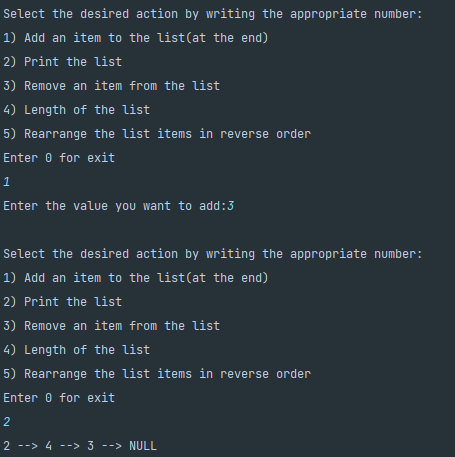 Select the desired action by writing the appropriate number:
1) Add an item to the list(at the end)
2) Print the list
3) Remove an item from the list
4) Length of the list
5) Rearrange the list items in reverse order
Enter 0 for exit
1
Enter the value you want to add:3
Select the desired action by writing the appropriate number:
1) Add an item to the list(at the end)
2) Print the list
3) Remove an item from the list
4) Length of the list
5) Rearrange the list items in reverse order
Enter 0 for exit
2
2 --> 4 --> 3 --> NULL